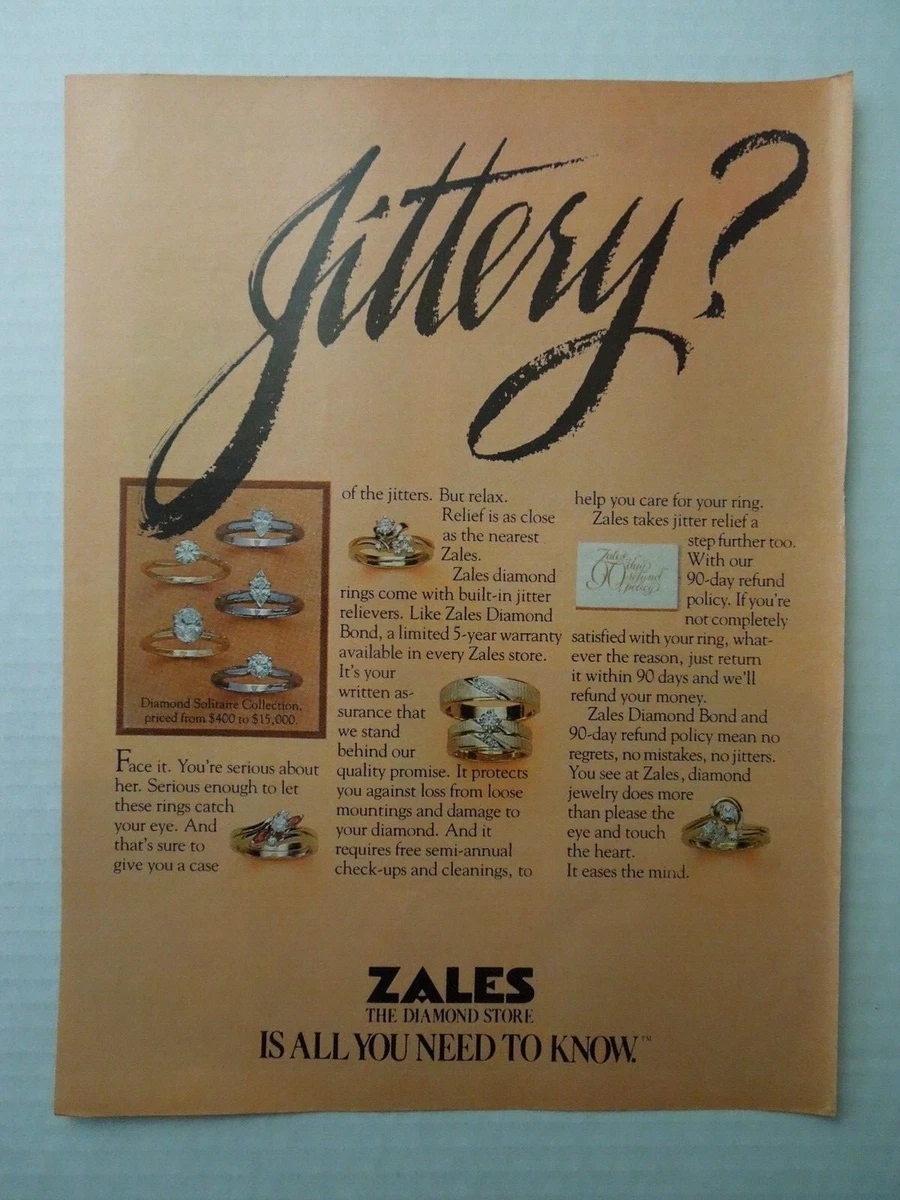 Jittery?
Diamond Solitaire Collection,
priced from $400 to $15,000.
Face it. You're serious about
her. Serious enough to let
these rings catch
your eye. And
that's sure to
give you a case
of the jitters. But relax.
Relief is as close
as the nearest
Zales.
Zales diamond
rings come with built-in jitter
relievers. Like Zales Diamond
Bond, a limited 5-year warranty
available in every Zales store.
It's your
written as-
surance that
we stand
behind our
quality promise. It protects
you against loss from loose
mountings and damage to
your diamond. And it
requires free semi-annual
check-ups and cleanings, to
help you care for your ring.
Zales takes jitter relief a
step further too.
With our
90-day refund
policy. If you're
not completely
satisfied with your ring, what-
ever the reason, just return
it within 90 days and we'll
refund your money.
Zales Diamond Bond and
90-day refund policy mean no
regrets, no mistakes, no jitters.
You see at Zales, diamond
jewelry does more
than please the
eye and touch
the heart.
It eases the mind.
Zales
90 day
refund
policy
ZALES
THE DIAMOND STORE
IS ALL YOU NEED TO KNOW.™